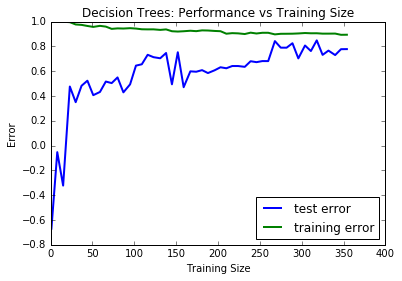 Decision Trees: Performance vs Training Size
1.0
0.8
0.6
0.4
0.2
0.0
−0.2
−0.4
−0.6
−0.8
Error
test error
training error
0 50 100 150 200 250 300 350 400
Training Size